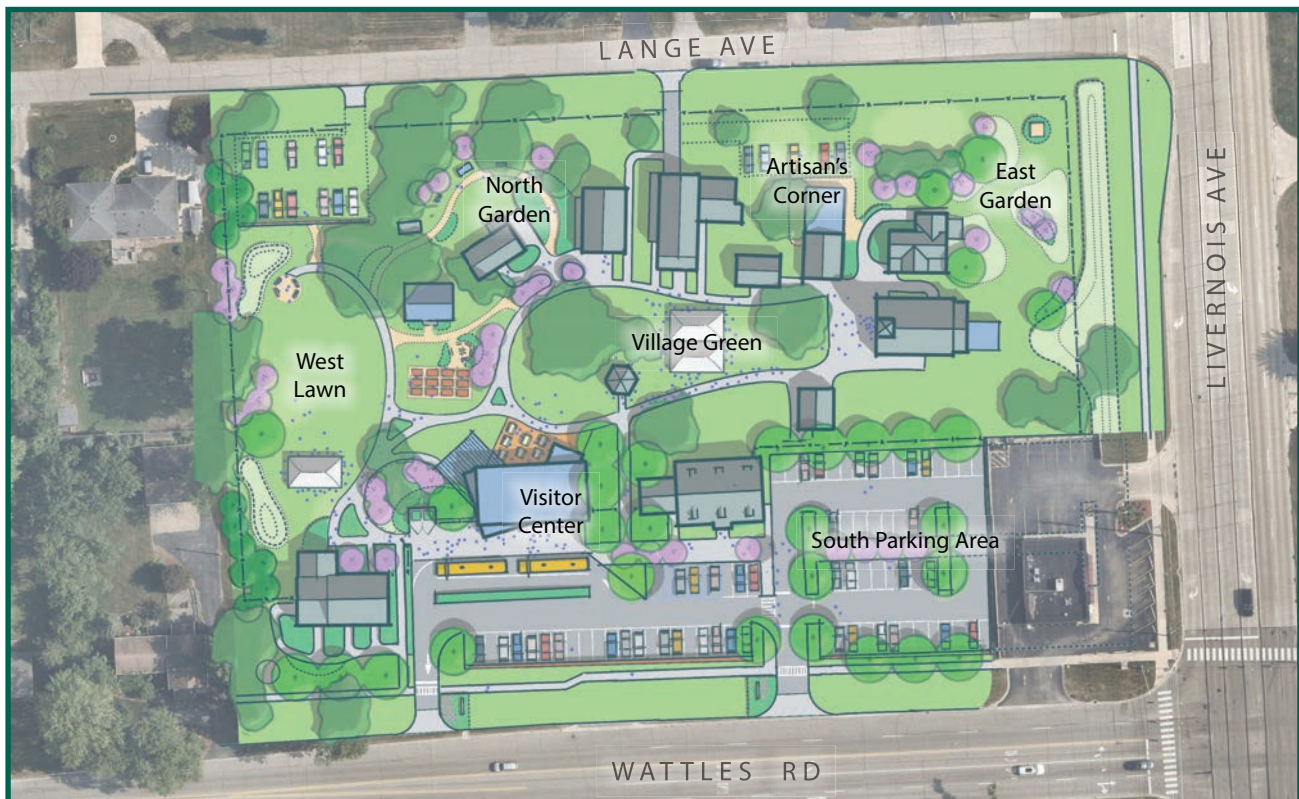 LANGE AVE
North
Garden
Artisan's
Corner
East
Garden
LIVERNOIS AVE
Village Green
West
Lawn
Visitor
Center
South Parking Area
WATTLES RD